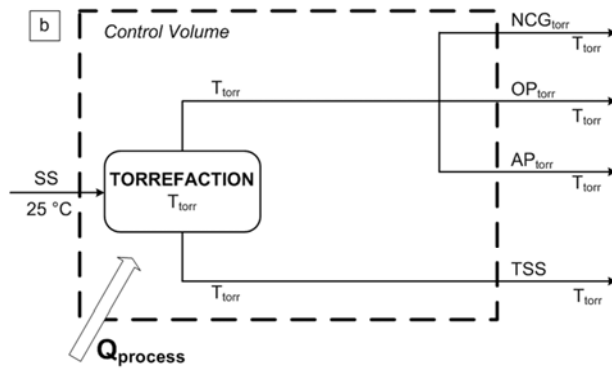 b
Control Volume
NCGtorr
Ttorr
Ttorr
OPtorr
Ttorr
APtorr
Ttorr
SS
25 °C
TORREFACTION
Ttorr
Ttorr
TSS
Ttorr
Qprocess